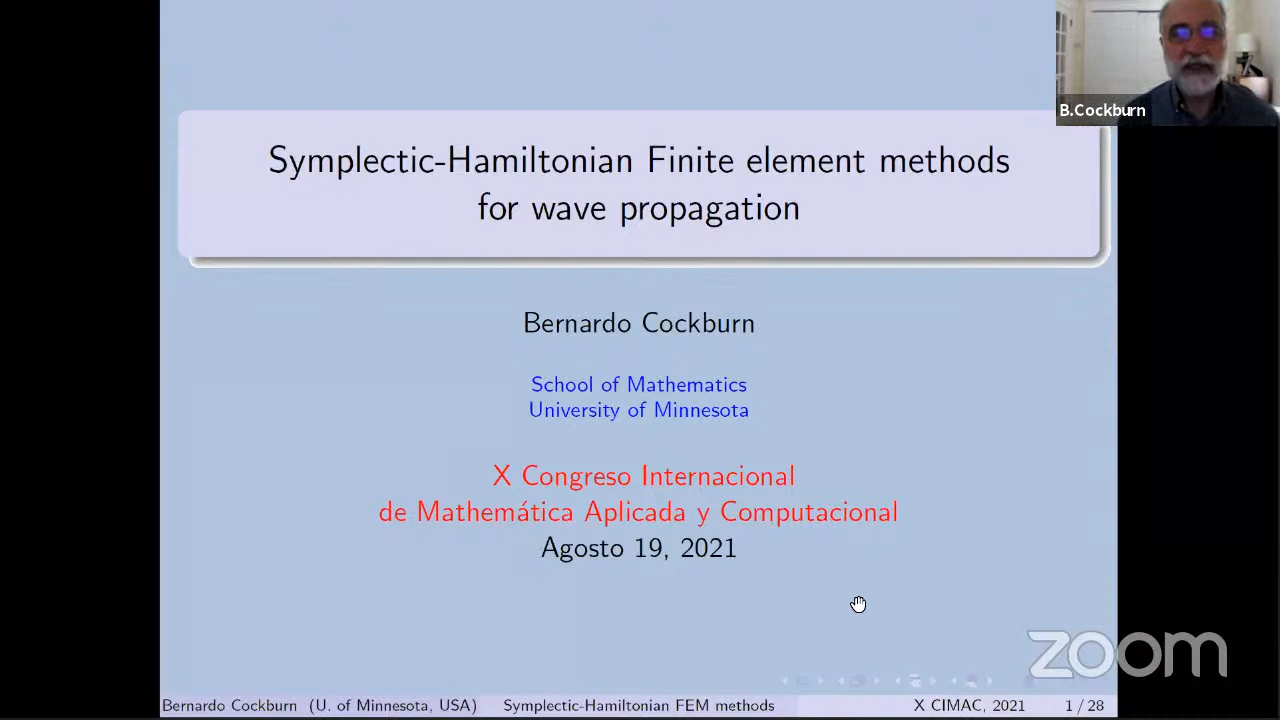 B.Cockburn
Symplectic-Hamiltonian Finite element methods
for wave propagation
Bernardo Cockburn
School of Mathematics
University of Minnesota
X Congreso Internacional
de Mathemática Aplicada y Computacional
Agosto 19, 2021
zoom
Bernardo Cockburn (U. of Minnesota, USA) Symplectic-Hamiltonian FEM methods X CIMAC, 2021 1 / 28